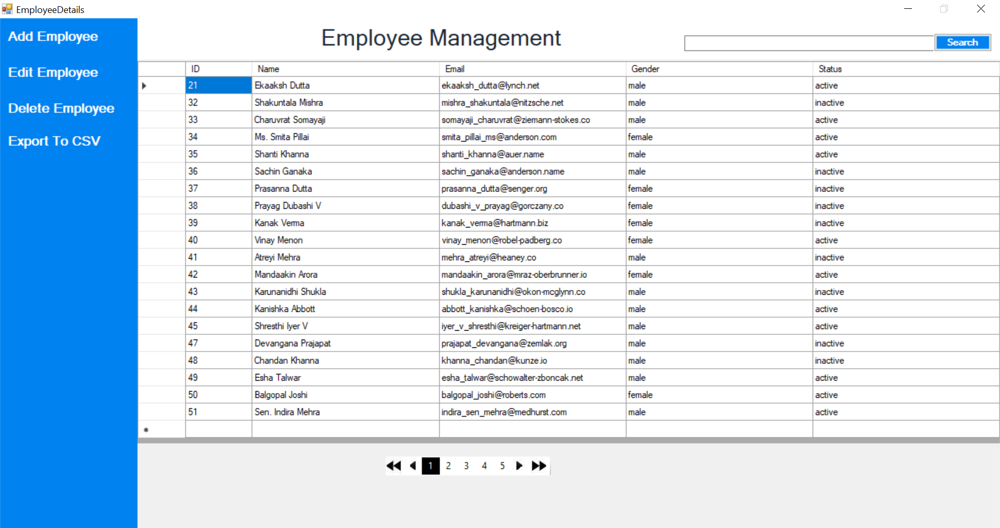 EmployeeDetails
Add Employee
Edit Employee
Delete Employee
Export To CSV
Employee Management
Search
ID Name Email Gender Status
21 Ekaaksh Dutta ekaaksh_dutta@lynch.net male active
32 Shakuntala Mishra mishra_shakuntala@nitzsche.net male inactive
33 Charuvrat Somayaji somayaji_charuvrat@ziemann-stokes.co male active
34 Ms. Smita Pillai smita_pillai_ms@anderson.com female active
35 Shanti Khanna shanti_khanna@auer.name male active
36 Sachin Ganaka sachin_ganaka@anderson.name male inactive
37 Prasanna Dutta prasanna_dutta@senger.org female inactive
38 Prayag Dubashi V dubashi_v_prayag@gorczany.co female inactive
39 Kanak Verma kanak_verma@hartmann.biz female inactive
40 Vinay Menon vinay_menon@robel-padberg.co female active
41 Atreyi Mehra mehra_atreyi@heaney.co male inactive
42 Mandaakin Arora mandaakin_arora@mraz-oberbrunner.io female active
43 Karunanidhi Shukla shukla_karunanidhi@okon-mcglynn.co male inactive
44 Kanishka Abbott abbott_kanishka@schoen-bosco.io male active
45 Shresthi Iyer V iyer_v_shresthi@kreiger-hartmann.net male active
47 Devangana Prajapat prajapat_devangana@zemlak.org male inactive
48 Chandan Khanna khanna_chandan@kunze.io male inactive
49 Esha Talwar esha_talwar@schowalter-zboncak.net male active
50 Balgopal Joshi balgopal_joshi@roberts.com female active
51 Sen. Indira Mehra indira_sen_mehra@medhurst.com male active
1 2 3 4 5